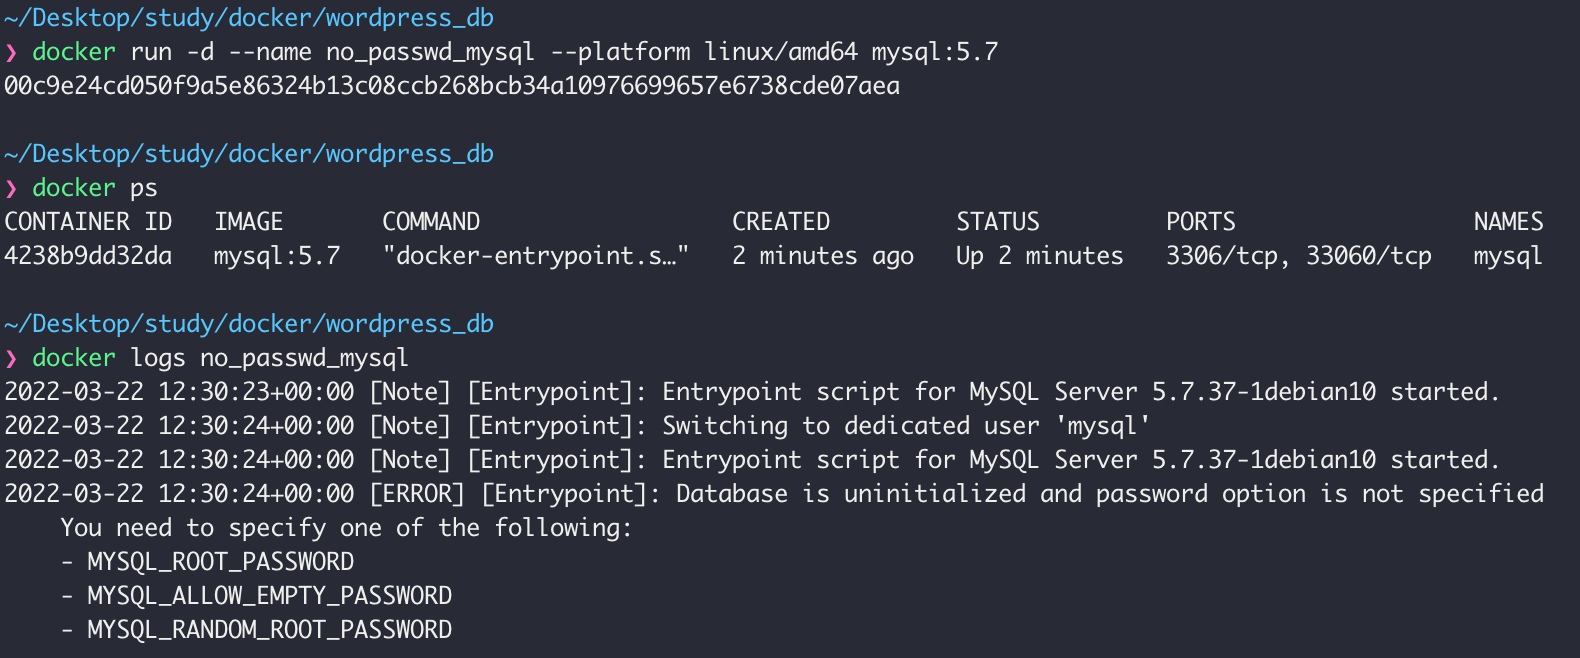 ~/Desktop/study/docker/wordpress_db
❯ docker run -d --name no_passwd_mysql --platform linux/amd64 mysql:5.7
00c9e24cd050f9a5e86324b13c08ccb268bcb34a10976699657e6738cde07aea
~/Desktop/study/docker/wordpress_db
❯ docker ps
CONTAINER ID   IMAGE       COMMAND                  CREATED         STATUS         PORTS                 NAMES
4238b9dd32da   mysql:5.7   "docker-entrypoint.s…"   2 minutes ago   Up 2 minutes   3306/tcp, 33060/tcp   mysql
~/Desktop/study/docker/wordpress_db
❯ docker logs no_passwd_mysql
2022-03-22 12:30:23+00:00 [Note] [Entrypoint]: Entrypoint script for MySQL Server 5.7.37-1debian10 started.
2022-03-22 12:30:24+00:00 [Note] [Entrypoint]: Switching to dedicated user 'mysql'
2022-03-22 12:30:24+00:00 [Note] [Entrypoint]: Entrypoint script for MySQL Server 5.7.37-1debian10 started.
2022-03-22 12:30:24+00:00 [ERROR] [Entrypoint]: Database is uninitialized and password option is not specified
    You need to specify one of the following:
    - MYSQL_ROOT_PASSWORD
    - MYSQL_ALLOW_EMPTY_PASSWORD
    - MYSQL_RANDOM_ROOT_PASSWORD